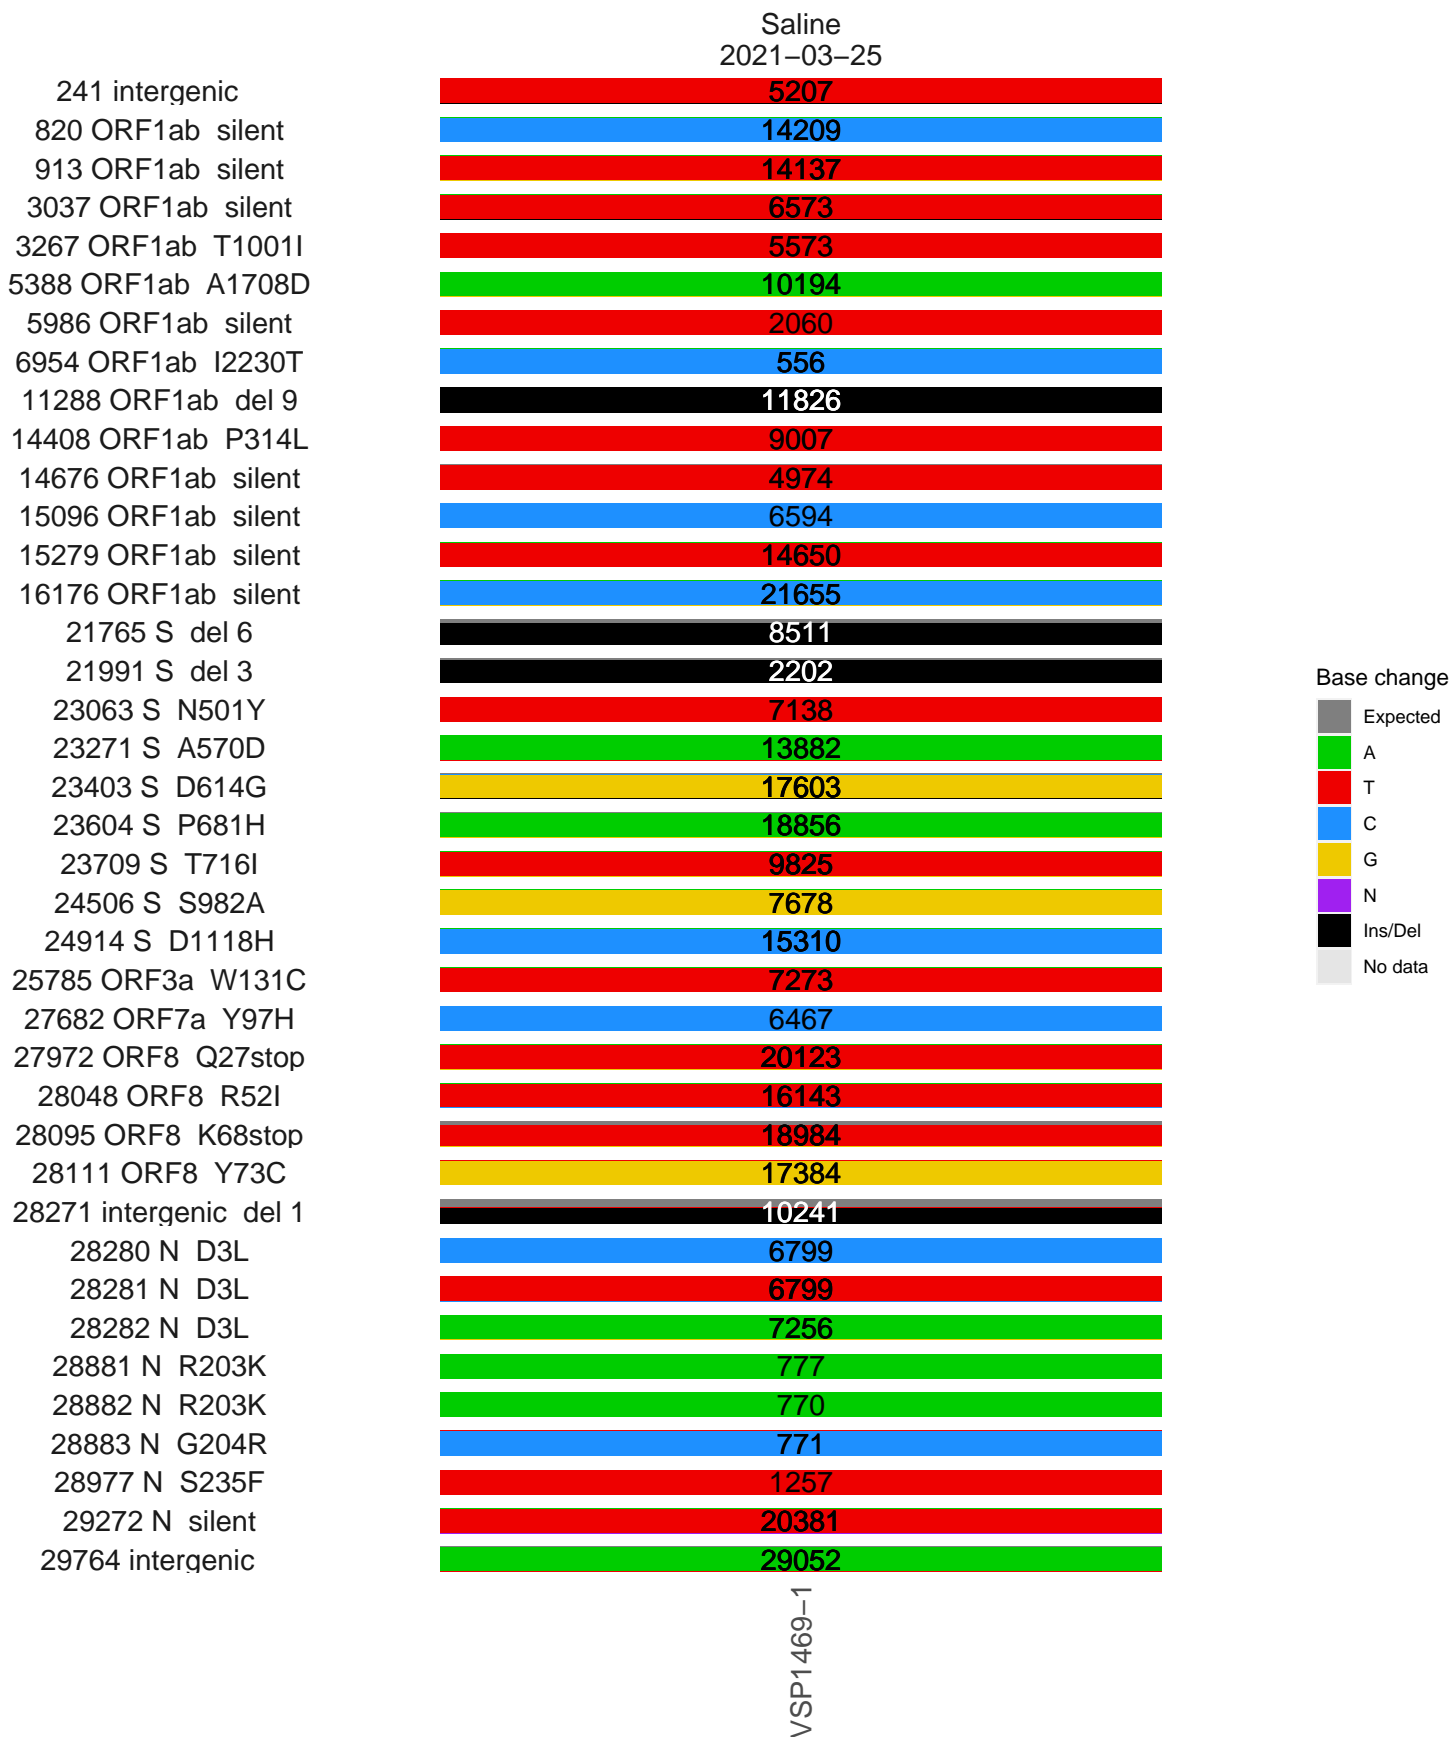 Saline
2021−03−25
241 intergenic 5207
820 ORF1ab silent 14209
913 ORF1ab silent 14137
3037 ORF1ab silent 6573
3267 ORF1ab T1001I 5573
5388 ORF1ab A1708D 10194
5986 ORF1ab silent 2060
6954 ORF1ab I2230T 556
11288 ORF1ab del 9 11826
14408 ORF1ab P314L 9007
14676 ORF1ab silent 4974
15096 ORF1ab silent 6594
15279 ORF1ab silent 14650
16176 ORF1ab silent 21655
21765 S del 6 8511
21991 S del 3 2202
23063 S N501Y 7138
23271 S A570D 13882
23403 S D614G 17603
23604 S P681H 18856
23709 S T716I 9825
24506 S S982A 7678
24914 S D1118H 15310
25785 ORF3a W131C 7273
27682 ORF7a Y97H 6467
27972 ORF8 Q27stop 20123
28048 ORF8 R52I 16143
28095 ORF8 K68stop 18984
28111 ORF8 Y73C 17384
28271 intergenic del 1 10241
28280 N D3L 6799
28281 N D3L 6799
28282 N D3L 7256
28881 N R203K 777
28882 N R203K 770
28883 N G204R 771
28977 N S235F 1257
29272 N silent 20381
29764 intergenic 29052
VSP1469−1
Base change
Expected
A
T
C
G
N
Ins/Del
No data